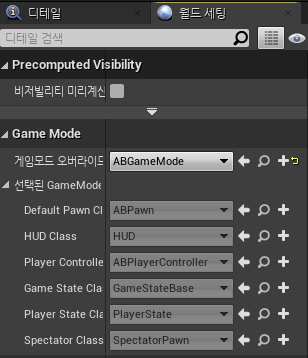 디테일
월드 세팅
디테일 검색
Precomputed Visibility
비저빌리티 미리계산
Game Mode
게임모드 오버라이드 ABGameMode
선택된 GameMode
Default Pawn Cl ABPawn
HUD Class HUD
Player Controlle ABPlayerController
Game State Clas GameStateBase
Player State Clas PlayerState
Spectator Class SpectatorPawn